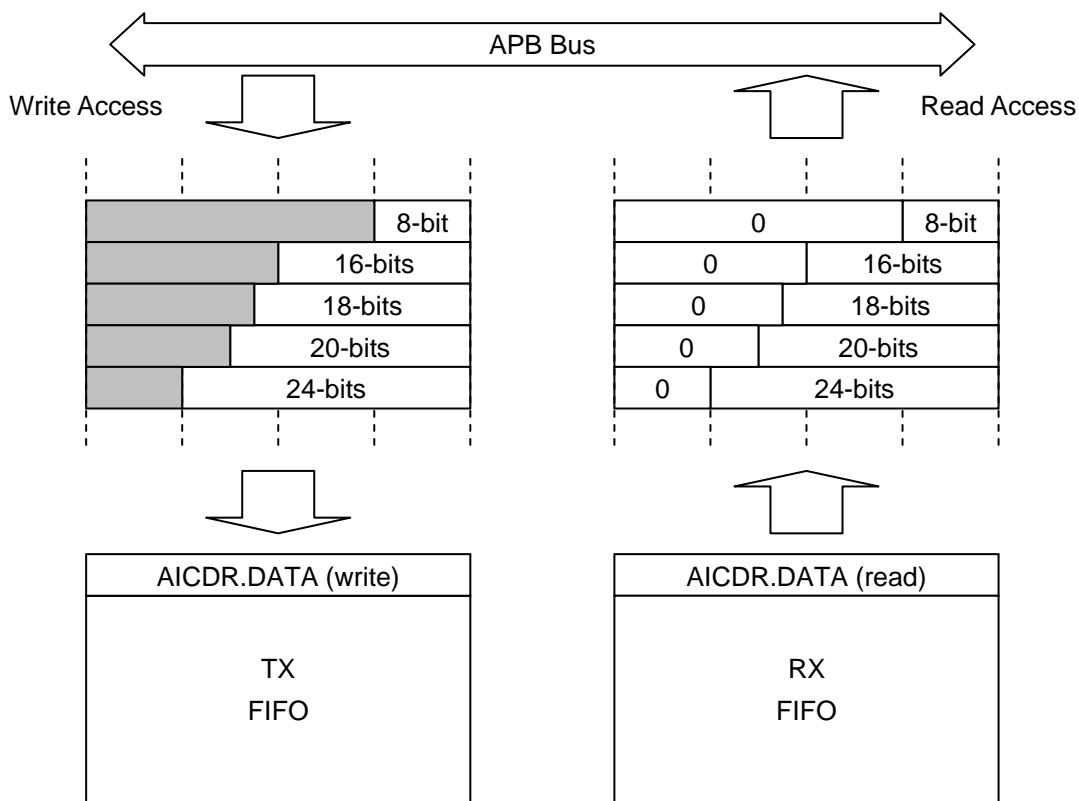 APB Bus
Write Access
Read Access
8-bit
16-bits
18-bits
20-bits
24-bits
0
8-bit
0
16-bits
0
18-bits
0
20-bits
0
24-bits
AICDR.DATA (write)
TX
FIFO
AICDR.DATA (read)
RX
FIFO